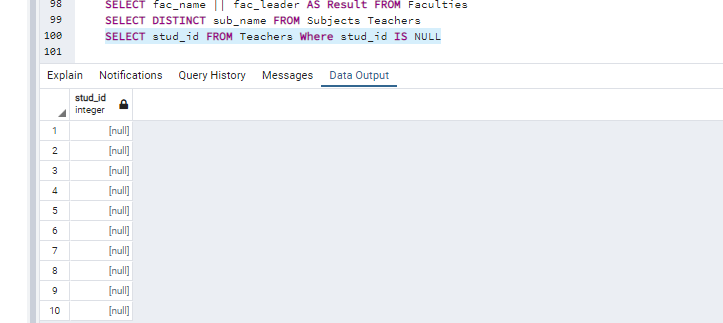 98 SELECT fac_name || fac_leader AS Result FROM Faculties
99 SELECT DISTINCT sub_name FROM Subjects Teachers
100 SELECT stud_id FROM Teachers Where stud_id IS NULL
101
Explain Notifications Query History Messages Data Output
stud_id
integer
1 [null]
2 [null]
3 [null]
4 [null]
5 [null]
6 [null]
7 [null]
8 [null]
9 [null]
10 [null]